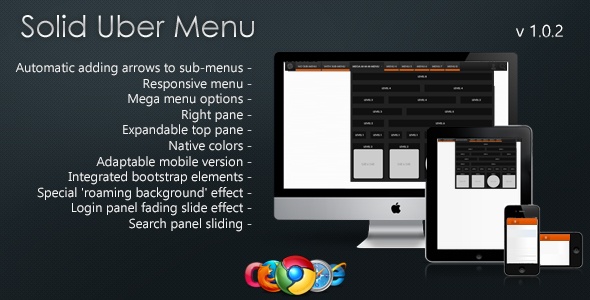 Solid Uber Menu
v 1.0.2
Automatic adding arrows to sub-menus -
Responsive menu -
Mega menu options -
Right pane -
Expandable top pane -
Native colors -
Adaptable mobile version -
Integrated bootstrap elements -
Special 'roaming background' effect -
Login panel fading slide effect -
Search panel sliding -